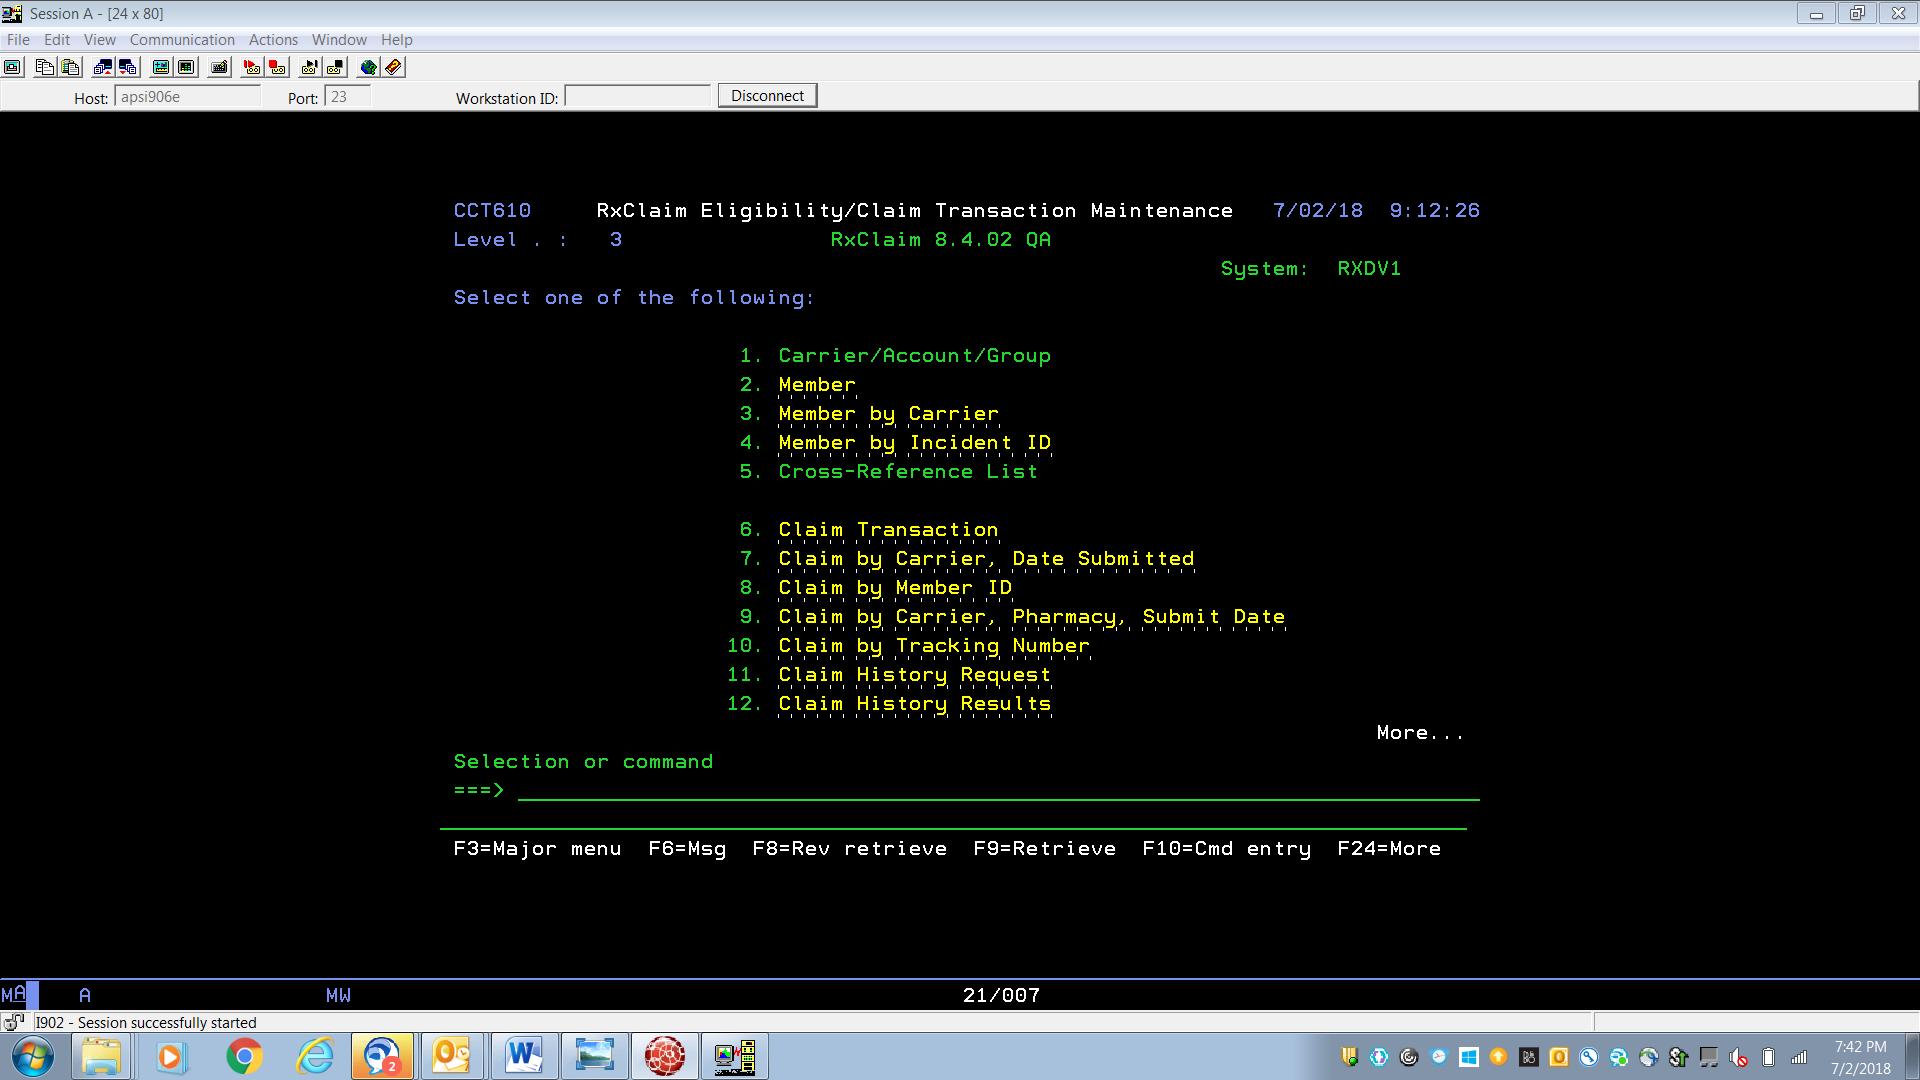 Session A - [24 x 80]
File Edit View Communication Actions Window Help
Host: apsi906e Port: 23 Workstation ID: Disconnect
CCT610 RxClaim Eligibility/Claim Transaction Maintenance 7/02/18 9:12:26
Level . : 3 RxClaim 8.4.02 QA
System: RXDV1
Select one of the following:
1. Carrier/Account/Group
2. Member
3. Member by Carrier
4. Member by Incident ID
5. Cross-Reference List
6. Claim Transaction
7. Claim by Carrier, Date Submitted
8. Claim by Member ID
9. Claim by Carrier, Pharmacy, Submit Date
10. Claim by Tracking Number
11. Claim History Request
12. Claim History Results
More...
Selection or command
===>
F3=Major menu F6=Msg F8=Rev retrieve F9=Retrieve F10=Cmd entry F24=More
MA A MW 21/007
I902 - Session successfully started
2
7:42 PM
7/2/2018